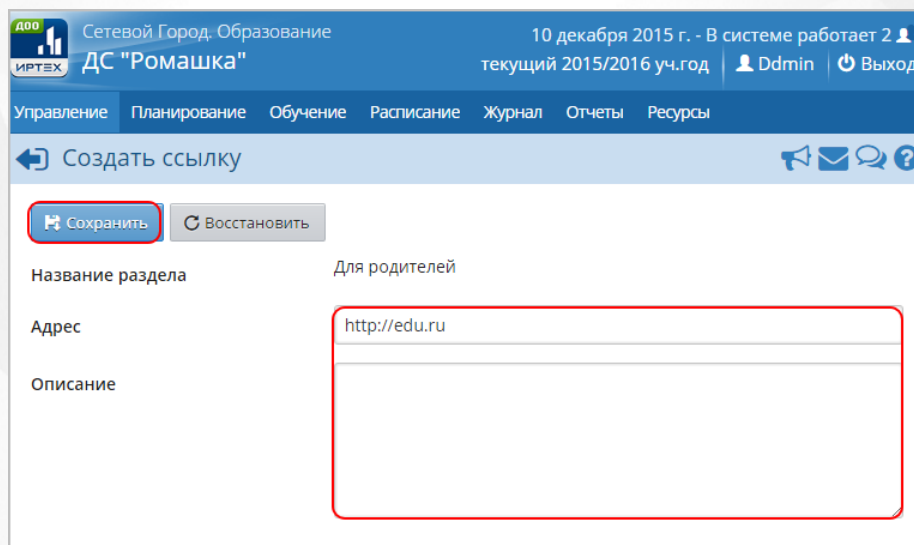 ДОО
ИРТЕХ
Сетевой Город. Образование
ДС "Ромашка"
10 декабря 2015 г. - В системе работает 2
текущий 2015/2016 уч.год
Ddmin
Выход
Управление Планирование Обучение Расписание Журнал Отчеты Ресурсы
Создать ссылку
Сохранить
Восстановить
Название раздела
Для родителей
Адрес
http://edu.ru
Описание